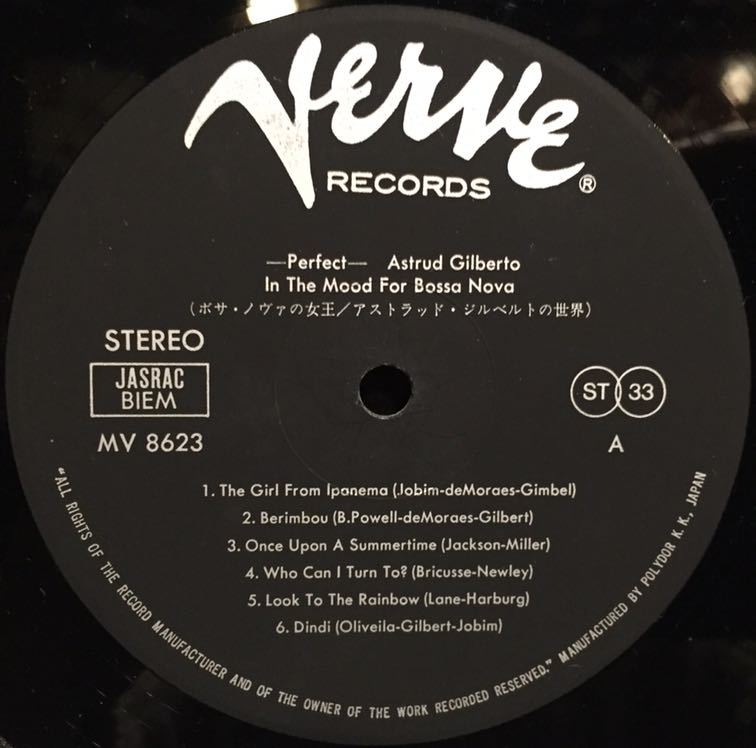 Verve
RECORDS ®
—Perfect— Astrud Gilberto
In The Mood For Bossa Nova
(ボサ・ノヴァの女王/アストラッド・ジルベルトの世界)
STEREO
JASRAC
BIEM
MV 8623
ST 33
A
1. The Girl From Ipanema (Jobim-deMoraes-Gimbel)
2. Berimbou (B.Powell-deMoraes-Gilbert)
3. Once Upon A Summertime (Jackson-Miller)
4. Who Can I Turn To? (Bricusse-Newley)
5. Look To The Rainbow (Lane-Harburg)
6. Dindi (Oliveila-Gilbert-Jobim)
"ALL RIGHTS OF THE RECORD MANUFACTURER AND OF THE OWNER OF THE WORK RECORDED RESERVED." MANUFACTURED BY POLYDOR K. K., JAPAN